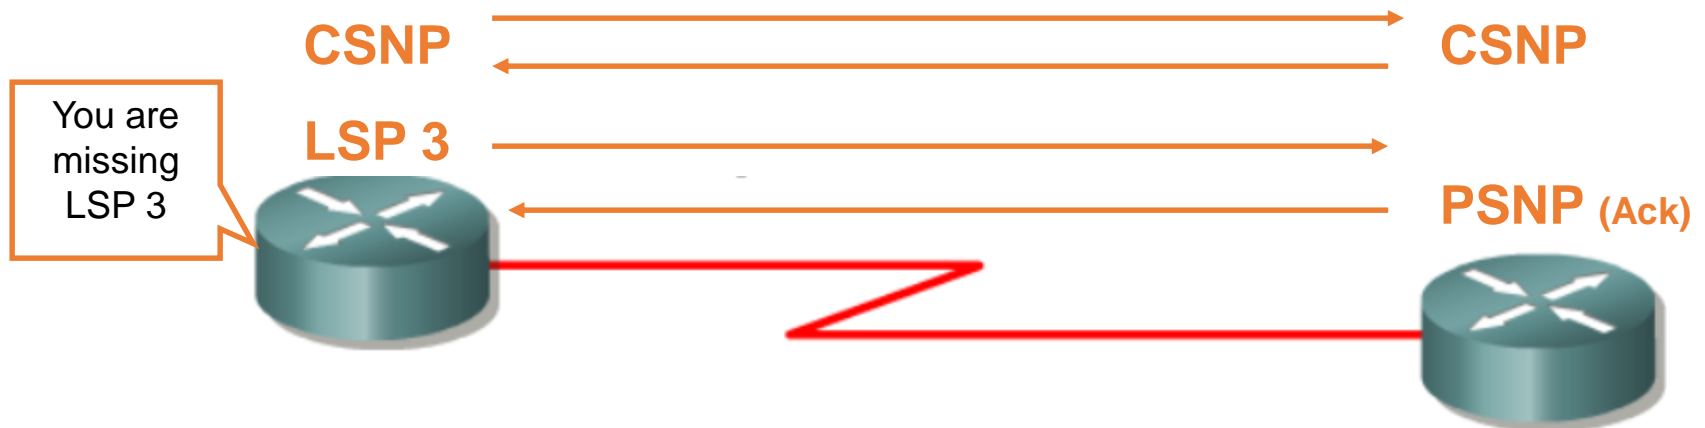 CSNP
CSNP
You are
missing
LSP 3
LSP 3
PSNP (Ack)